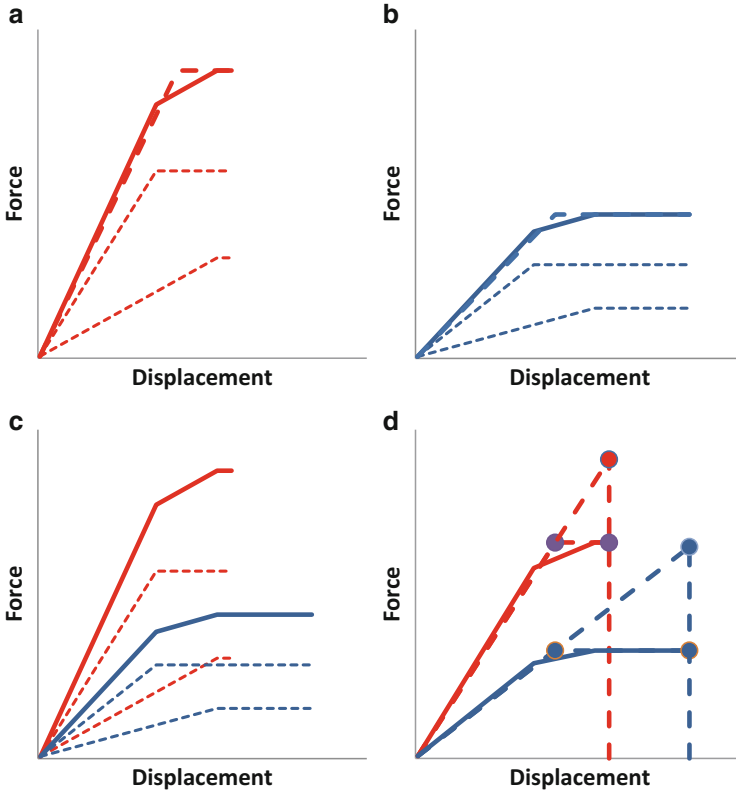 a
Force
Displacement
b
Force
Displacement
c
Force
Displacement
d
Force
Displacement